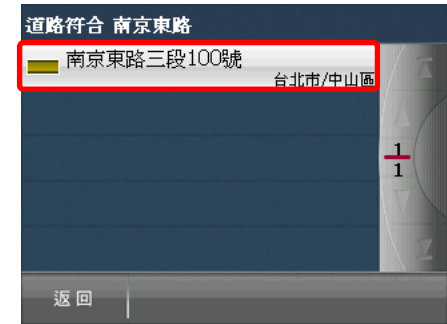 道路符合 南京東路
南京東路三段100號
台北市/中山區
1
1
返回